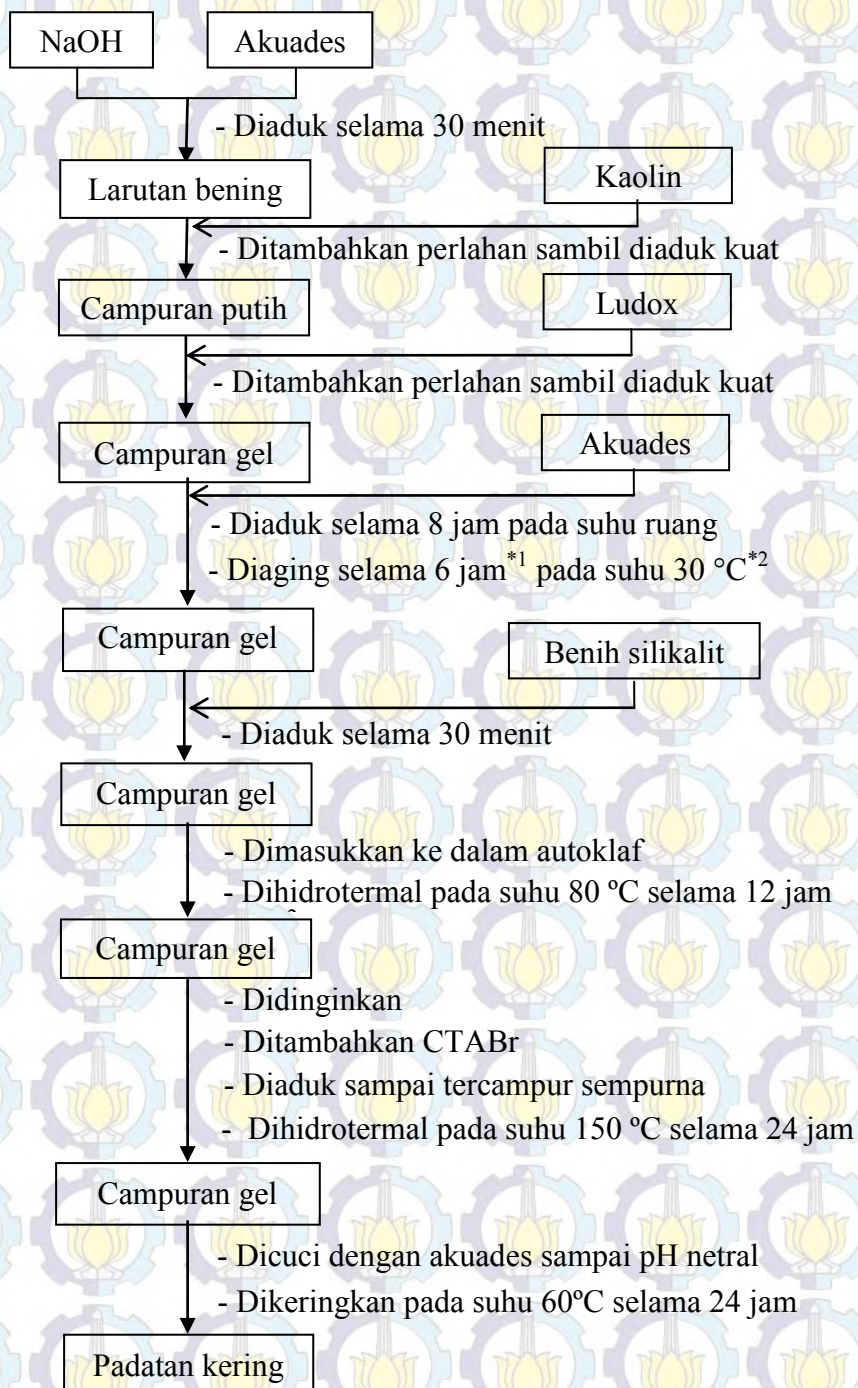 NaOH
Akuades
- Diaduk selama 30 menit
Larutan bening
Kaolin
- Ditambahkan perlahan sambil diaduk kuat
Campuran putih
Ludox
- Ditambahkan perlahan sambil diaduk kuat
Campuran gel
Akuades
- Diaduk selama 8 jam pada suhu ruang
- Diaging selama 6 jam*1 pada suhu 30 °C*2
Campuran gel
Benih silikalit
- Diaduk selama 30 menit
Campuran gel
- Dimasukkan ke dalam autoklaf
- Dihidrotermal pada suhu 80 ºC selama 12 jam
Campuran gel
- Didinginkan
- Ditambahkan CTABr
- Diaduk sampai tercampur sempurna
- Dihidrotermal pada suhu 150 ºC selama 24 jam
Campuran gel
- Dicuci dengan akuades sampai pH netral
- Dikeringkan pada suhu 60ºC selama 24 jam
Padatan kering